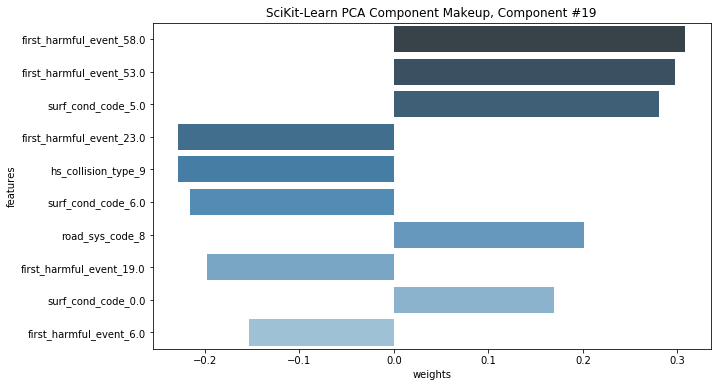 SciKit-Learn PCA Component Makeup, Component #19
first_harmful_event_58.0
first_harmful_event_53.0
surf_cond_code_5.0
first_harmful_event_23.0
hs_collision_type_9
surf_cond_code_6.0
road_sys_code_8
first_harmful_event_19.0
surf_cond_code_0.0
first_harmful_event_6.0
features
−0.2 −0.1 0.0 0.1 0.2 0.3
weights